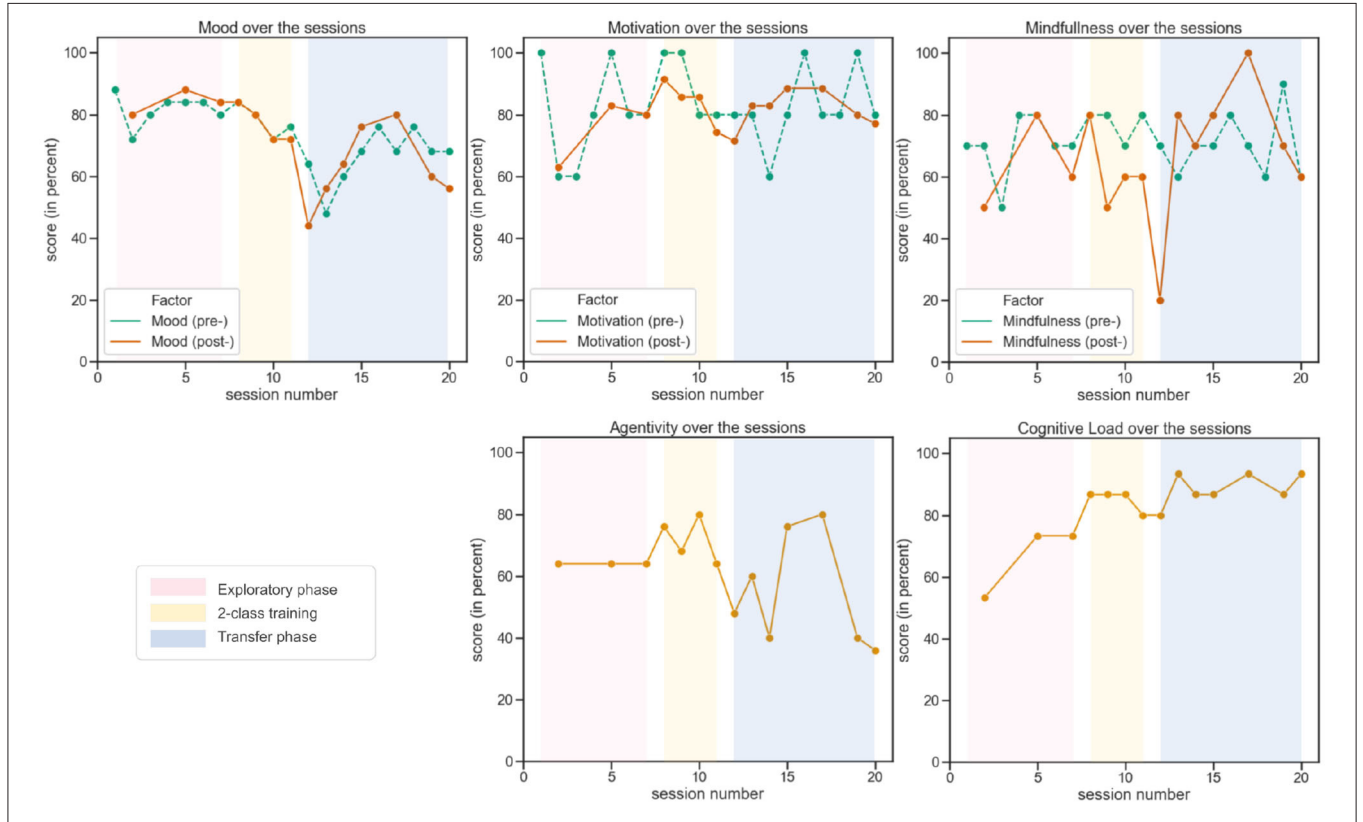 Mood over the sessions
100
80
60
40
20
0
score (in percent)
Factor
Mood (pre-)
Mood (post-)
0
5
10
15
20
session number
Motivation over the sessions
100
80
60
40
20
0
score (in percent)
Factor
Motivation (pre-)
Motivation (post-)
0
5
10
15
20
session number
Mindfullness over the sessions
100
80
60
40
20
0
score (in percent)
Factor
Mindfulness (pre-)
Mindfulness (post-)
0
5
10
15
20
session number
Exploratory phase
2-class training
Transfer phase
Agentivity over the sessions
100
80
60
40
20
0
score (in percent)
0
5
10
15
20
session number
Cognitive Load over the sessions
100
80
60
40
20
0
score (in percent)
0
5
10
15
20
session number